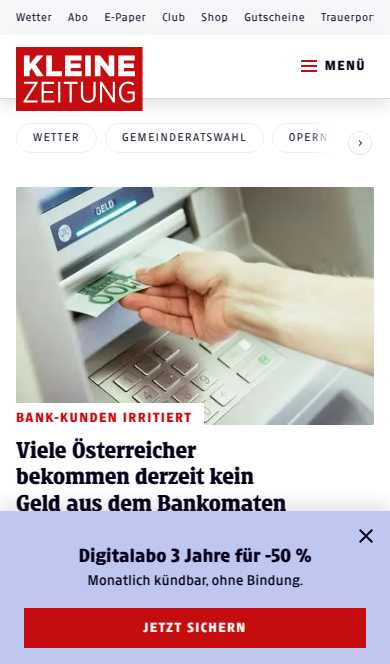 Wetter Abo E-Paper Club Shop Gutscheine Trauerpor
KLEINE
ZEITUNG
MENÜ
WETTER GEMEINDERATSWAHL OPERN
GELD
100
BANK-KUNDEN IRRITIERT
Viele Österreicher
bekommen derzeit kein
Geld aus dem Bankomaten
Digitalabo 3 Jahre für -50 %
Monatlich kündbar, ohne Bindung.
JETZT SICHERN